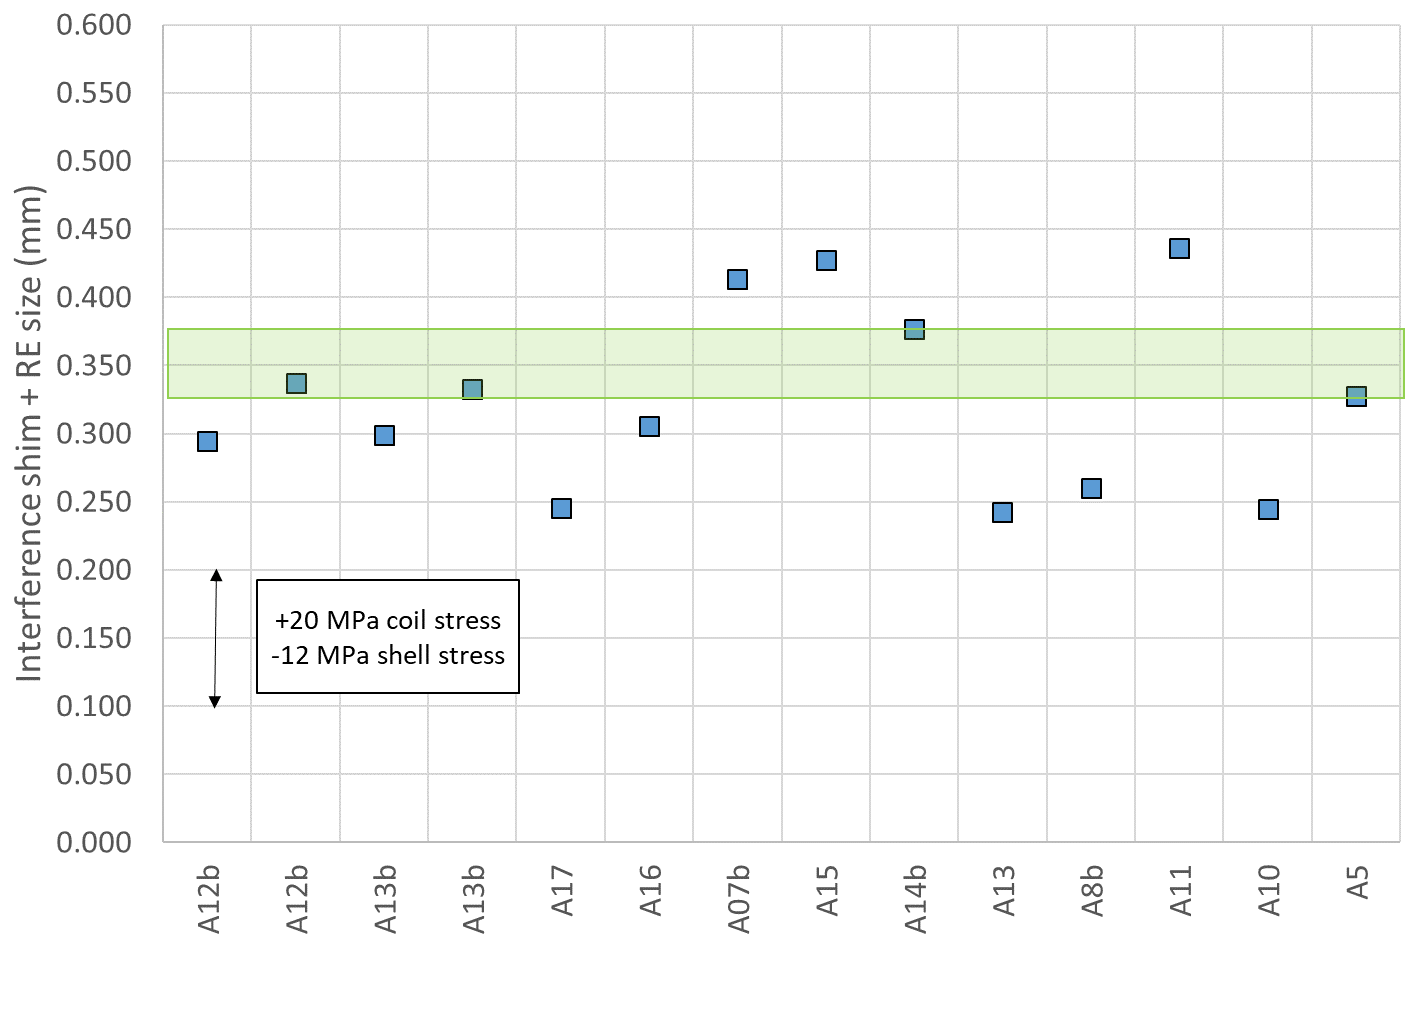 Interference shim + RE size (mm)
0.600
0.550
0.500
0.450
0.400
0.350
0.300
0.250
0.200
0.150
0.100
0.050
0.000
+20 MPa coil stress
-12 MPa shell stress
A12b
A12b
A13b
A13b
A17
A16
A07b
A15
A14b
A13
A8b
A11
A10
A5